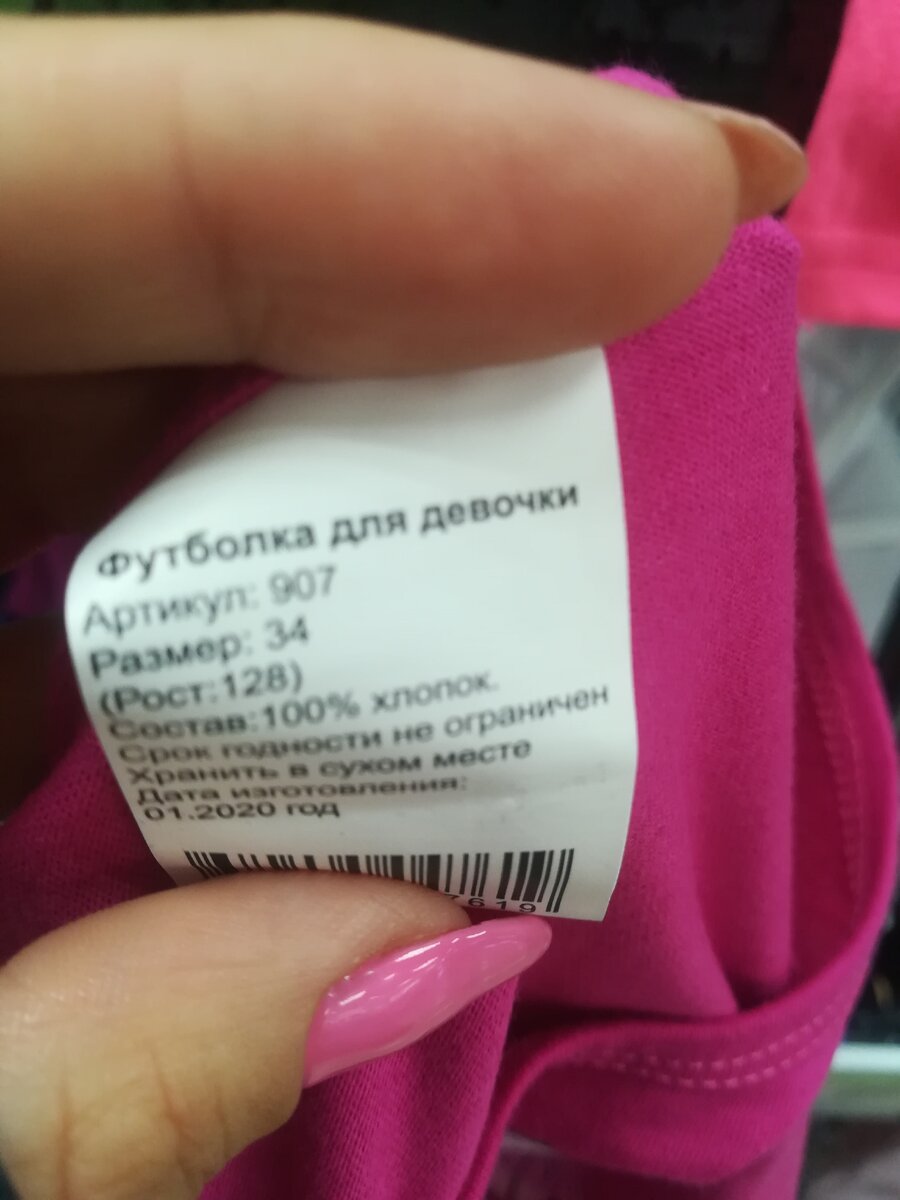 Футболка для девочки
Артикул: 907
Размер: 34
(Рост:128)
Состав:100% хлопок.
Срок годности не ограничен
Хранить в сухом месте
Дата изготовления:
01.2020 год
7619